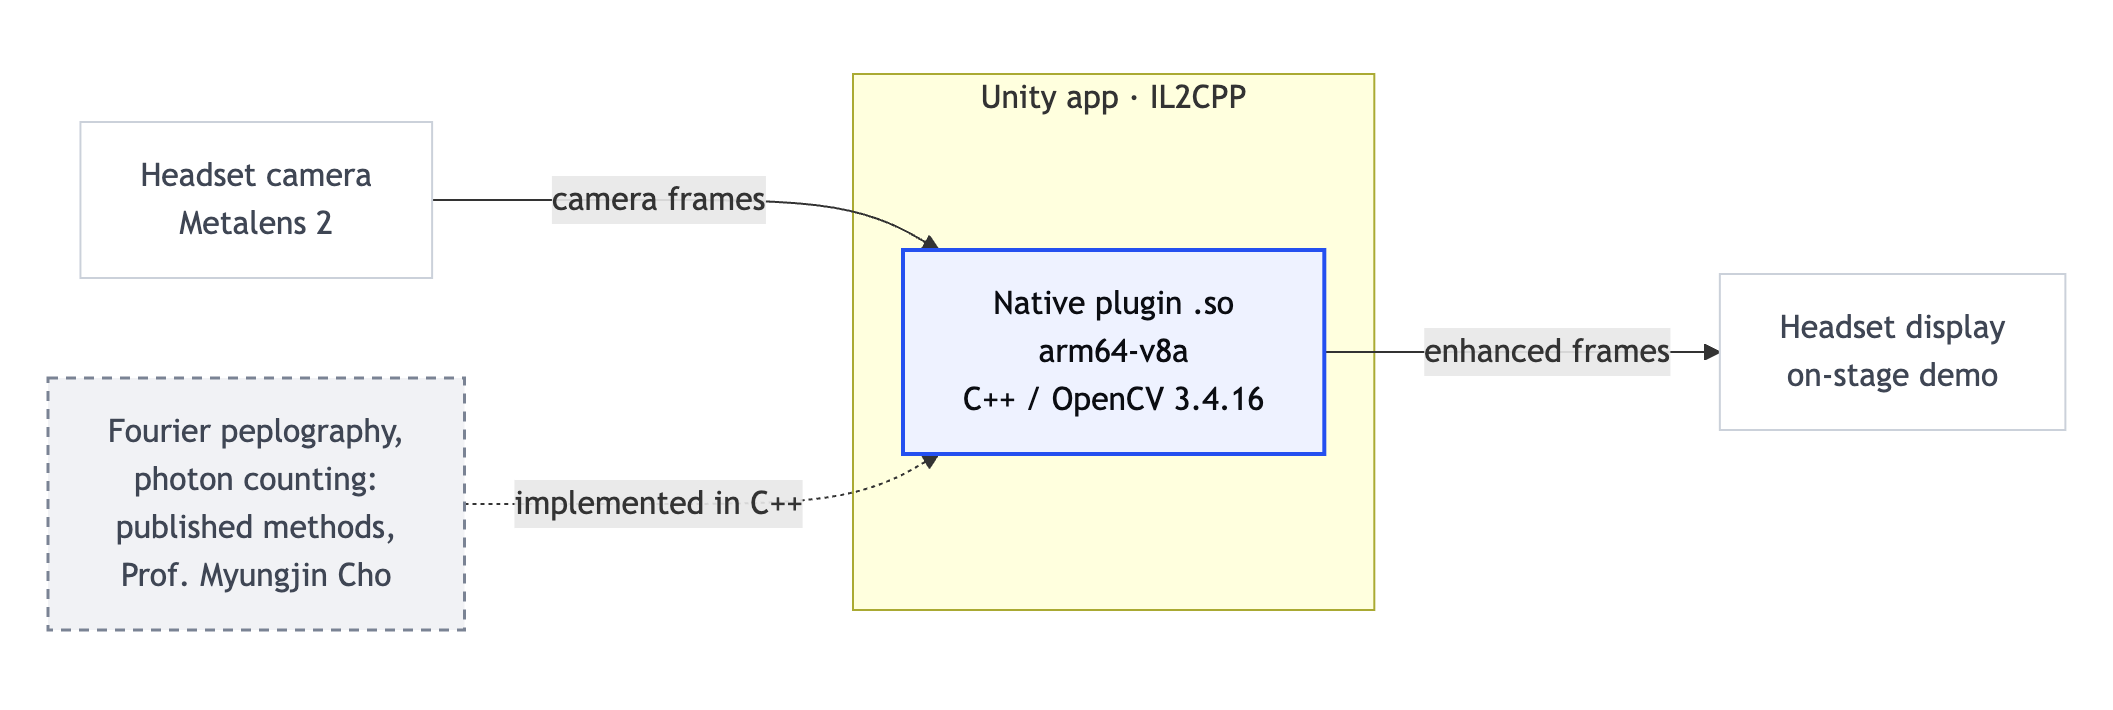 Unity app · IL2CPP
Headset camera
Metalens 2
camera frames
Native plugin .so
arm64-v8a
C++ / OpenCV 3.4.16
enhanced frames
Headset display
on-stage demo
Fourier peplography,
photon counting:
published methods,
Prof. Myungjin Cho
implemented in C++